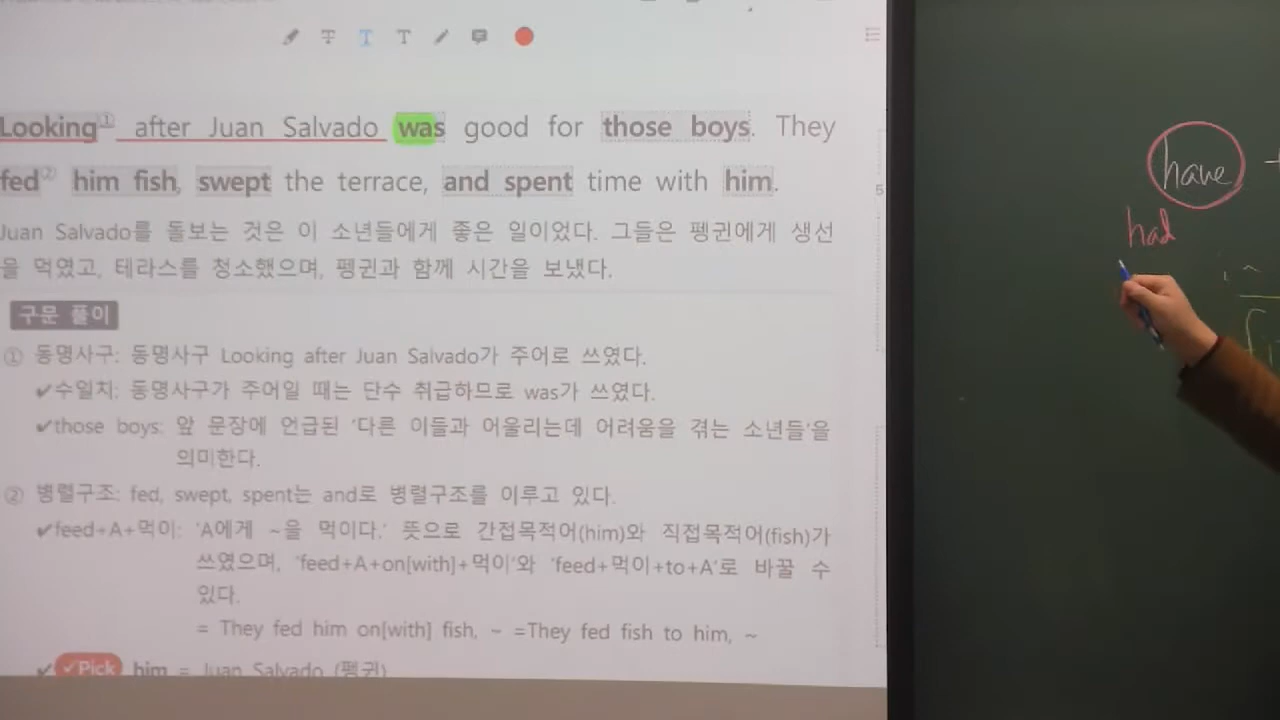 Looking① after Juan Salvado was good for those boys. They
fed② him fish, swept the terrace, and spent time with him.
5
Juan Salvado를 돌보는 것은 이 소년들에게 좋은 일이었다. 그들은 펭귄에게 생선
을 먹였고, 테라스를 청소했으며, 펭귄과 함께 시간을 보냈다.
구문 풀이
① 동명사구: 동명사구 Looking after Juan Salvado가 주어로 쓰였다.
✔수일치: 동명사구가 주어일 때는 단수 취급하므로 was가 쓰였다.
✔those boys: 앞 문장에 언급된 '다른 이들과 어울리는데 어려움을 겪는 소년들'을
의미한다.
② 병렬구조: fed, swept, spent는 and로 병렬구조를 이루고 있다.
✔feed+A+먹이: 'A에게 ~을 먹이다.' 뜻으로 간접목적어(him)와 직접목적어(fish)가
쓰였으며, 'feed+A+on[with]+먹이'와 'feed+먹이+to+A'로 바꿀 수
있다.
= They fed him on[with] fish, ~ =They fed fish to him, ~
✔ ✔Pick him = Juan Salvado (펭귄)
have +
had